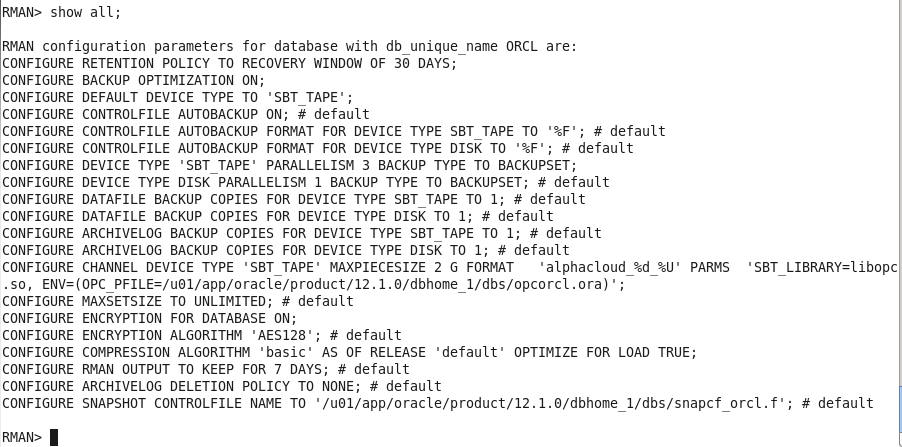 RMAN> show all;
RMAN configuration parameters for database with db_unique_name ORCL are:
CONFIGURE RETENTION POLICY TO RECOVERY WINDOW OF 30 DAYS;
CONFIGURE BACKUP OPTIMIZATION ON;
CONFIGURE DEFAULT DEVICE TYPE TO 'SBT_TAPE';
CONFIGURE CONTROLFILE AUTOBACKUP ON; # default
CONFIGURE CONTROLFILE AUTOBACKUP FORMAT FOR DEVICE TYPE SBT_TAPE TO '%F'; # default
CONFIGURE CONTROLFILE AUTOBACKUP FORMAT FOR DEVICE TYPE DISK TO '%F'; # default
CONFIGURE DEVICE TYPE 'SBT_TAPE' PARALLELISM 3 BACKUP TYPE TO BACKUPSET;
CONFIGURE DEVICE TYPE DISK PARALLELISM 1 BACKUP TYPE TO BACKUPSET; # default
CONFIGURE DATAFILE BACKUP COPIES FOR DEVICE TYPE SBT_TAPE TO 1; # default
CONFIGURE DATAFILE BACKUP COPIES FOR DEVICE TYPE DISK TO 1; # default
CONFIGURE ARCHIVELOG BACKUP COPIES FOR DEVICE TYPE SBT_TAPE TO 1; # default
CONFIGURE ARCHIVELOG BACKUP COPIES FOR DEVICE TYPE DISK TO 1; # default
CONFIGURE CHANNEL DEVICE TYPE 'SBT_TAPE' MAXPIECESIZE 2 G FORMAT   'alphacloud_%d_%U' PARMS  'SBT_LIBRARY=libopc
.so, ENV=(OPC_PFILE=/u01/app/oracle/product/12.1.0/dbhome_1/dbs/opcorcl.ora)';
CONFIGURE MAXSETSIZE TO UNLIMITED; # default
CONFIGURE ENCRYPTION FOR DATABASE ON;
CONFIGURE ENCRYPTION ALGORITHM 'AES128'; # default
CONFIGURE COMPRESSION ALGORITHM 'basic' AS OF RELEASE 'default' OPTIMIZE FOR LOAD TRUE;
CONFIGURE RMAN OUTPUT TO KEEP FOR 7 DAYS; # default
CONFIGURE ARCHIVELOG DELETION POLICY TO NONE; # default
CONFIGURE SNAPSHOT CONTROLFILE NAME TO '/u01/app/oracle/product/12.1.0/dbhome_1/dbs/snapcf_orcl.f'; # default
RMAN>